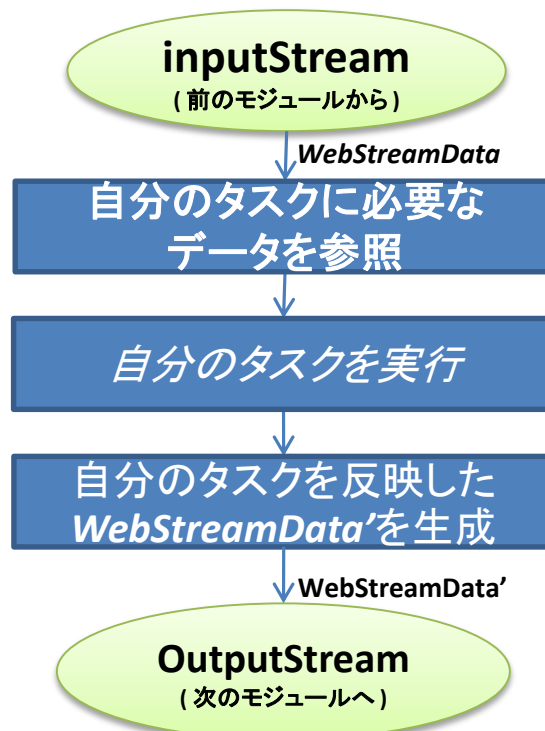 inputStream
( 前のモジュールから )
WebStreamData
自分のタスクに必要な
データを参照
自分のタスクを実行
自分のタスクを反映した
WebStreamData’を生成
WebStreamData’
OutputStream
( 次のモジュールへ )